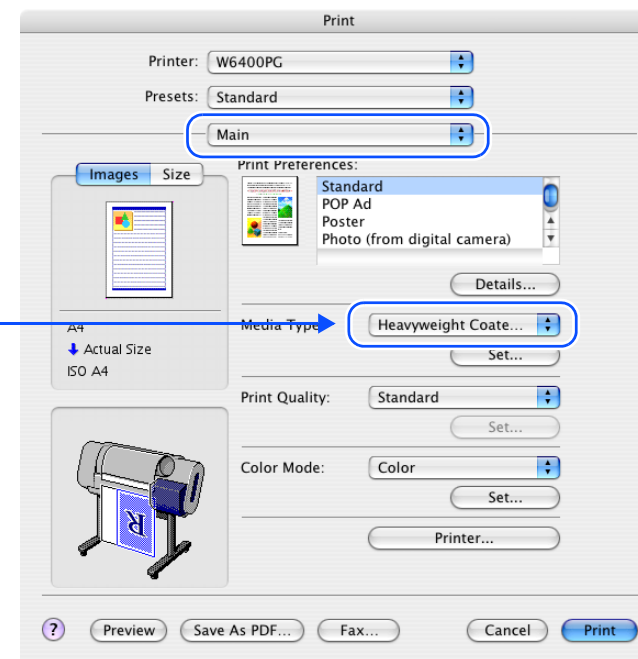 Print
Printer: W6400PG
Presets: Standard
Main
Images Size
A4
Actual Size
ISO A4
Print Preferences:
Standard
POP Ad
Poster
Photo (from digital camera)
Details...
Media Type: Heavyweight Coate...
Set...
Print Quality: Standard
Set...
Color Mode: Color
Set...
Printer...
R
? Preview Save As PDF... Fax... Cancel Print